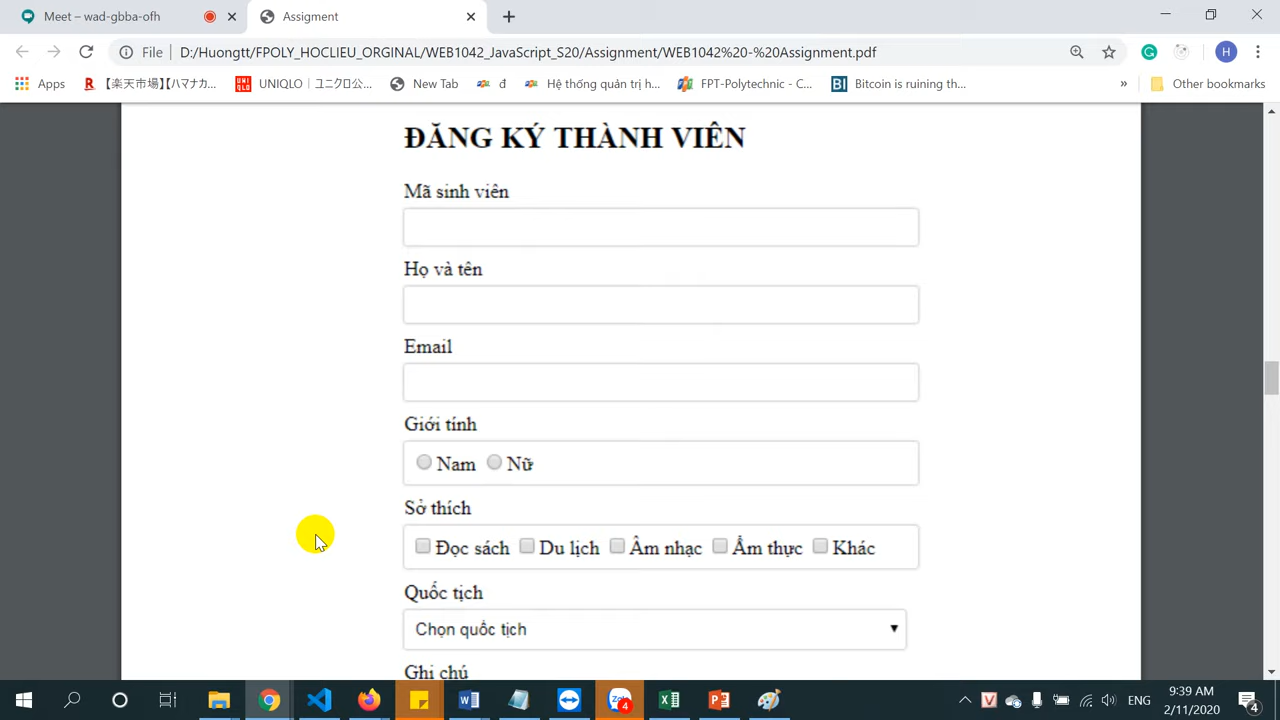 Meet – wad-gbba-ofh
Assigment
File
D:/Huongtt/FPOLY_HOCLIEU_ORGINAL/WEB1042_JavaScript_S20/Assignment/WEB1042%20-%20Assignment.pdf
H
Apps
R 【楽天市場】【ハマナカ...
UNIQLO｜ユニクロ公...
New Tab
đ
Hệ thống quản trị h...
FPT-Polytechnic - C...
BI Bitcoin is ruining th...
»
Other bookmarks
ĐĂNG KÝ THÀNH VIÊN
Mã sinh viên
Họ và tên
Email
Giới tính
Nam Nữ
Sở thích
Đọc sách Du lịch Âm nhạc Ẩm thực Khác
Quốc tịch
Chọn quốc tịch
Ghi chú
4
ENG
9:39 AM
2/11/2020
4